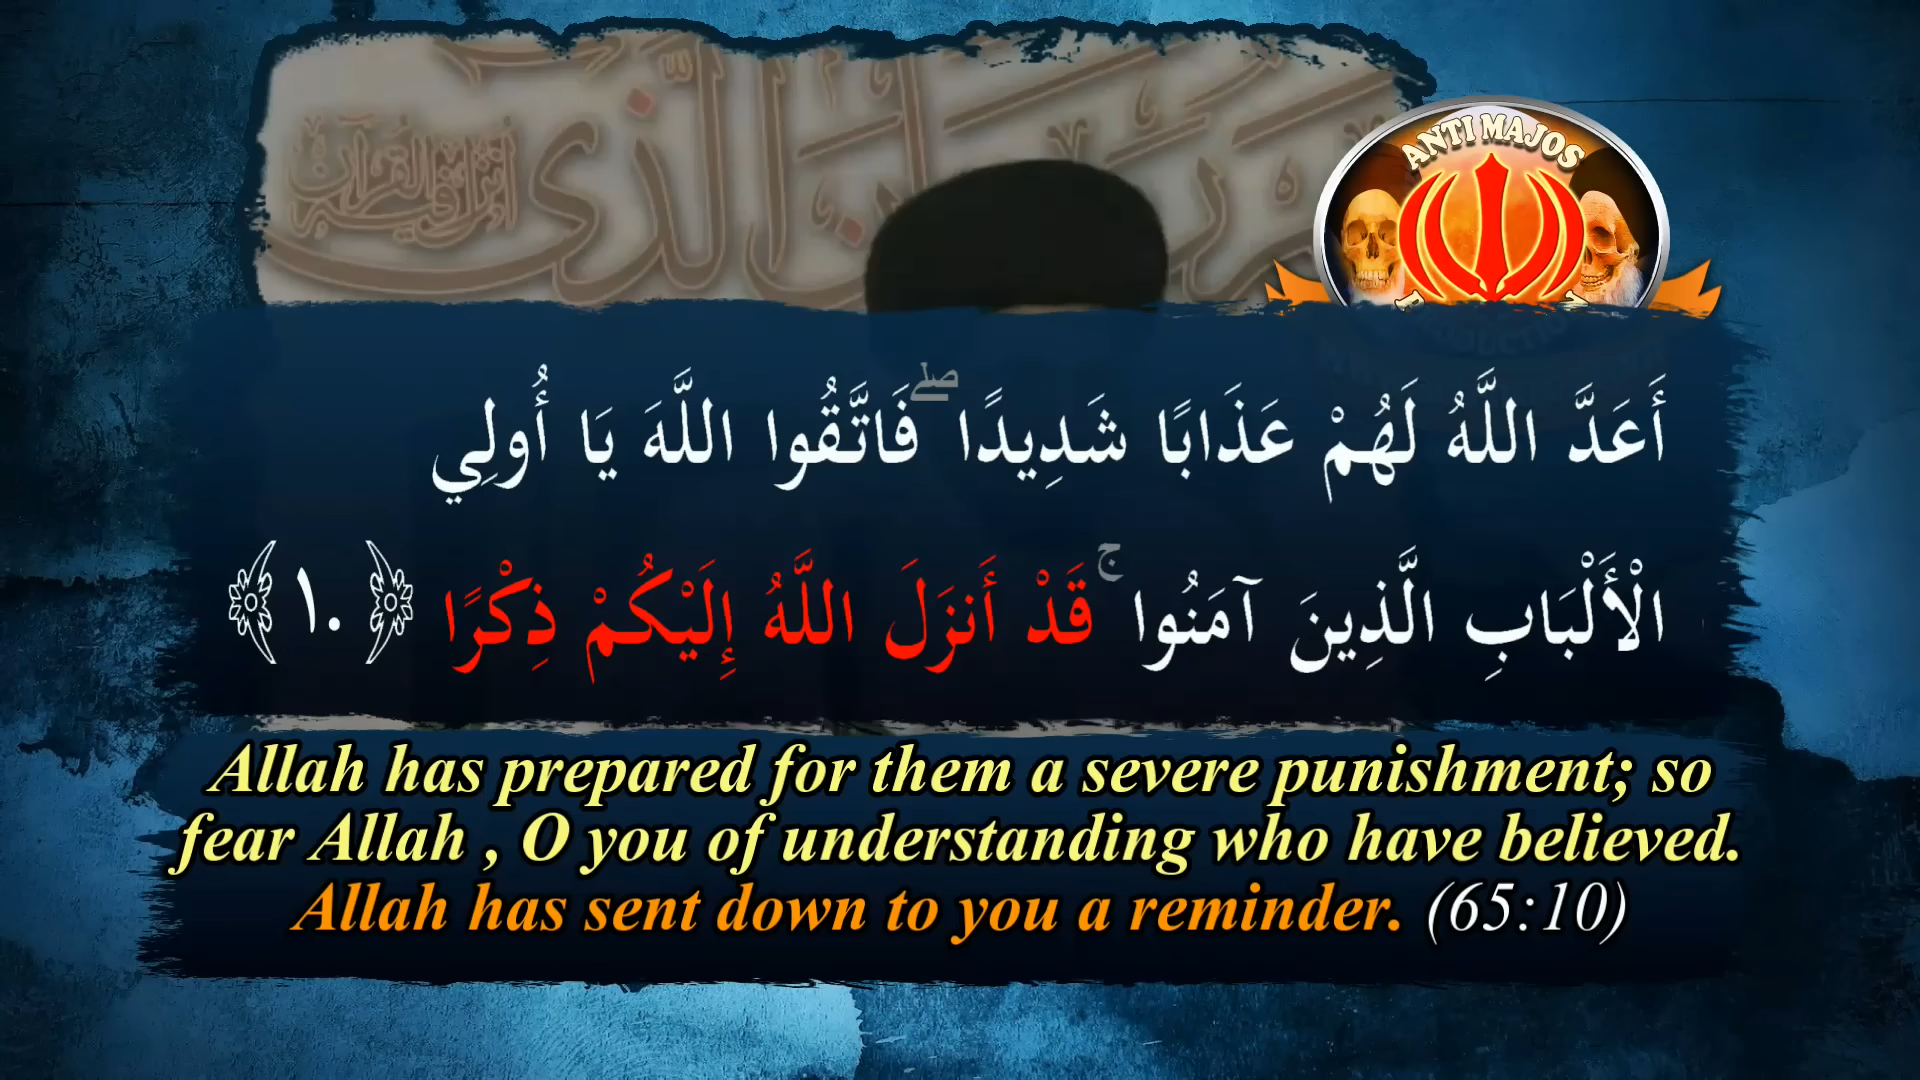 ANTI MAJOS
أَعَدَّ اللَّهُ لَهُمْ عَذَابًا شَدِيدًا ۖ فَاتَّقُوا اللَّهَ يَا أُولِي
الْأَلْبَابِ الَّذِينَ آمَنُوا ۚ قَدْ أَنزَلَ اللَّهُ إِلَيْكُمْ ذِكْرًا ﴿١٠﴾
Allah has prepared for them a severe punishment; so
fear Allah , O you of understanding who have believed.
Allah has sent down to you a reminder. (65:10)